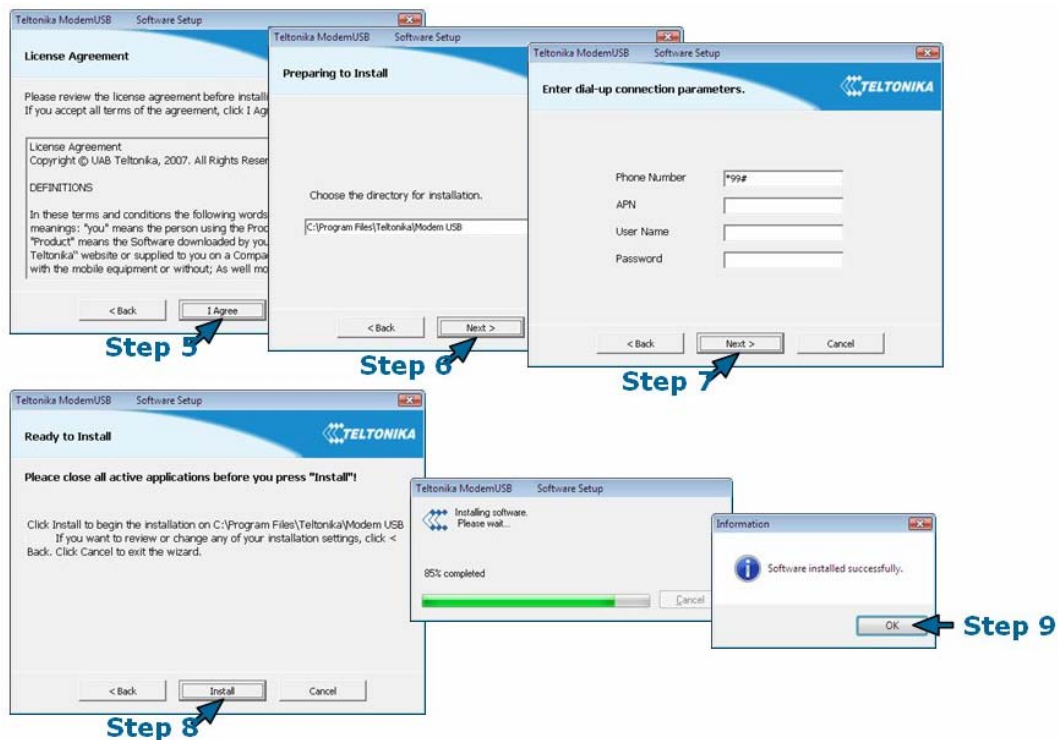 Teltonika ModemUSB Software Setup
License Agreement
Please review the license agreement before installi
If you accept all terms of the agreement, click I Ag
License Agreement
Copyright © UAB Teltonika, 2007. All Rights Reser
DEFINITIONS
In these terms and conditions the following words
meanings: "you" means the person using the Prod
"Product" means the Software downloaded by you
Teltonika" website or supplied to you on a Compa
with the mobile equipment or without; As well mo
< Back
I Agree
Step 5
Teltonika ModemUSB Software Setup
Preparing to Install
Choose the directory for installation.
C:\Program Files\Teltonika\Modem USB
< Back
Next >
Step 6
Teltonika ModemUSB Software Setup
Enter dial-up connection parameters.
TELTONIKA
Phone Number
*99#
APN
User Name
Password
< Back
Next >
Cancel
Step 7
Teltonika ModemUSB Software Setup
Ready to Install
TELTONIKA
Pleace close all active applications before you press "Install"!
Click Install to begin the installation on C:\Program Files\Teltonika\Modem USB
If you want to review or change any of your installation settings, click <
Back. Click Cancel to exit the wizard.
< Back
Install
Cancel
Step 8
Teltonika ModemUSB Software Setup
Installing software.
Please wait...
85% completed
Cancel
Information
Software installed successfully.
OK
Step 9